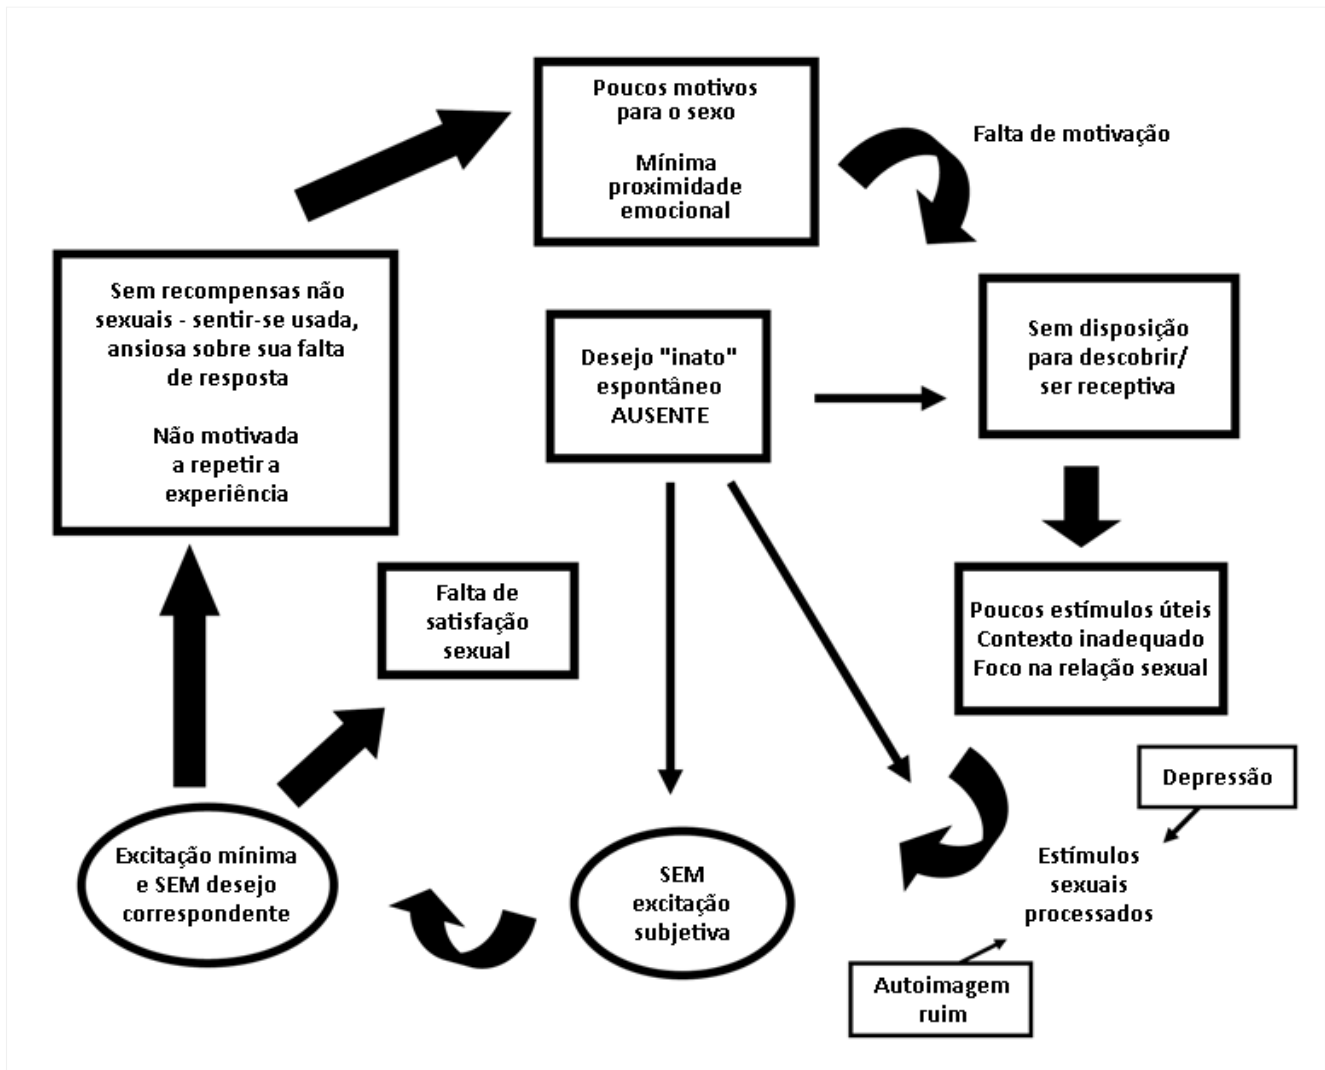 Poucos motivos
para o sexo
Mínima
proximidade
emocional
Falta de motivação
Sem recompensas não
sexuais - sentir-se usada,
ansiosa sobre sua falta
de resposta
Não motivada
a repetir a
experiência
Desejo "inato"
espontâneo
AUSENTE
Sem disposição
para descobrir/
ser receptiva
Falta de
satisfação
sexual
Poucos estímulos úteis
Contexto inadequado
Foco na relação sexual
Depressão
Excitação mínima
e SEM desejo
correspondente
SEM
excitação
subjetiva
Estímulos
sexuais
processados
Autoimagem
ruim